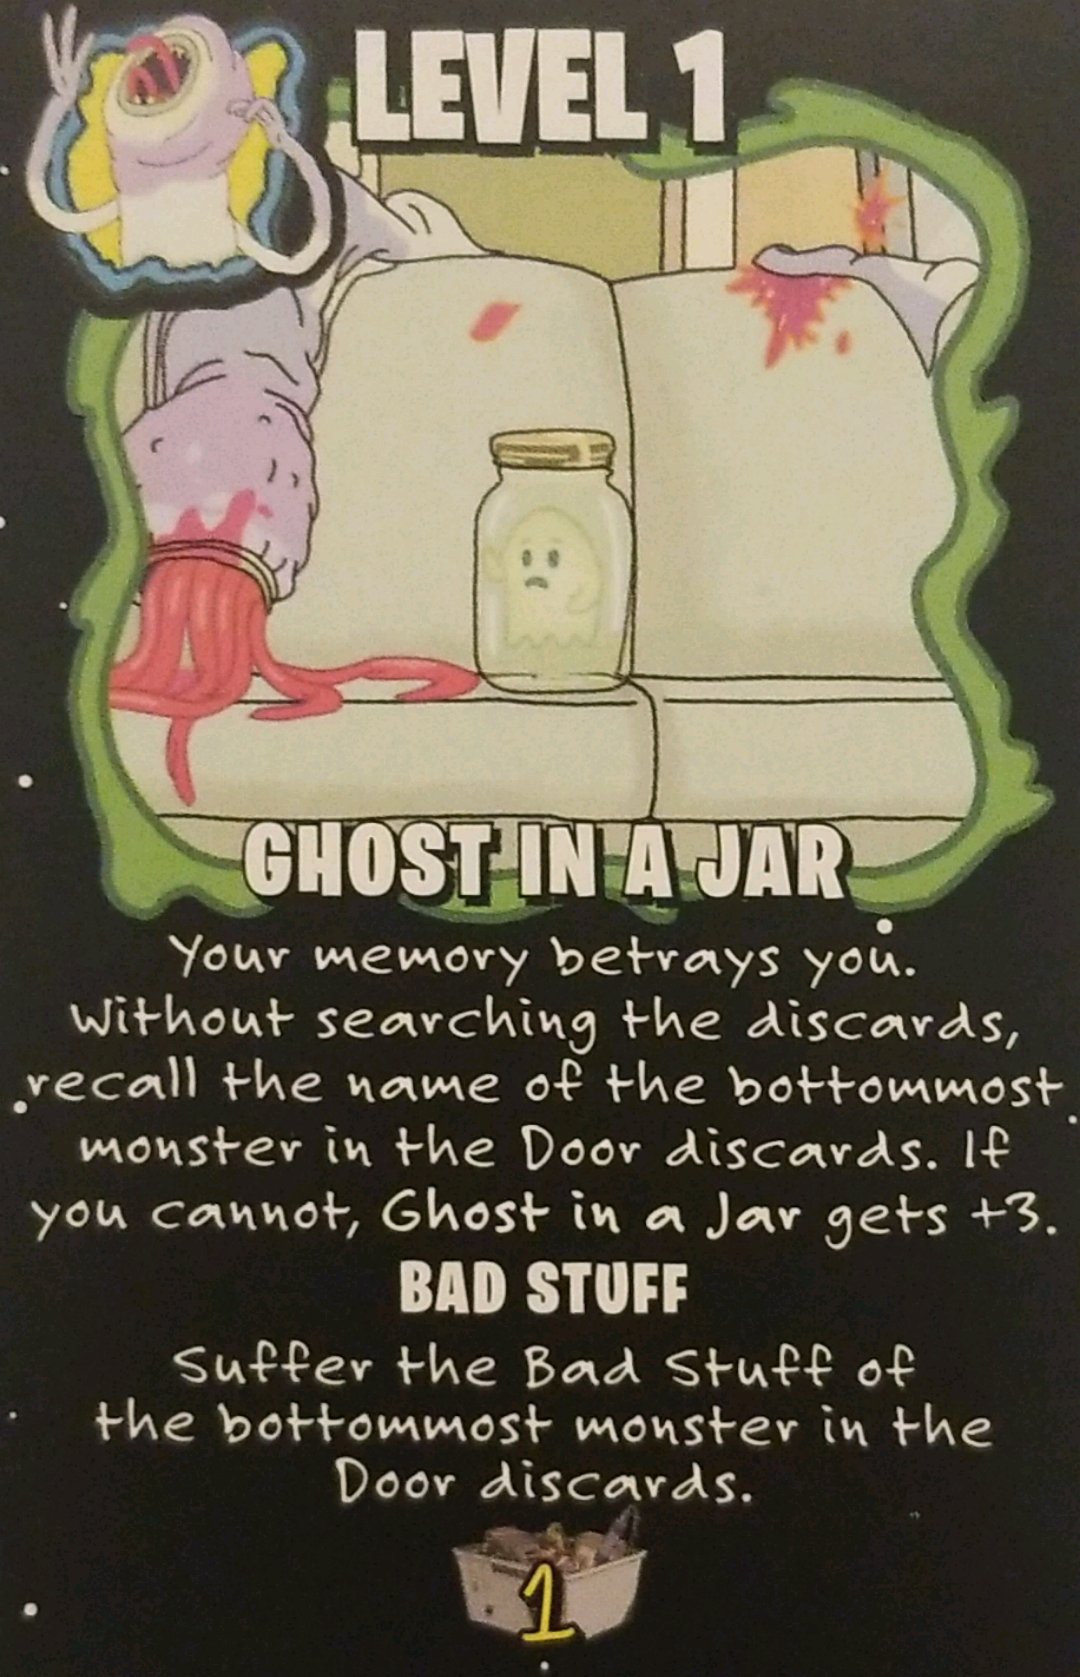 LEVEL 1
GHOST IN A JAR
Your memory betrays you.
Without searching the discards,
recall the name of the bottommost
monster in the Door discards. If
you cannot, Ghost in a Jar gets +3.
BAD STUFF
Suffer the Bad Stuff of
the bottommost monster in the
Door discards.
1